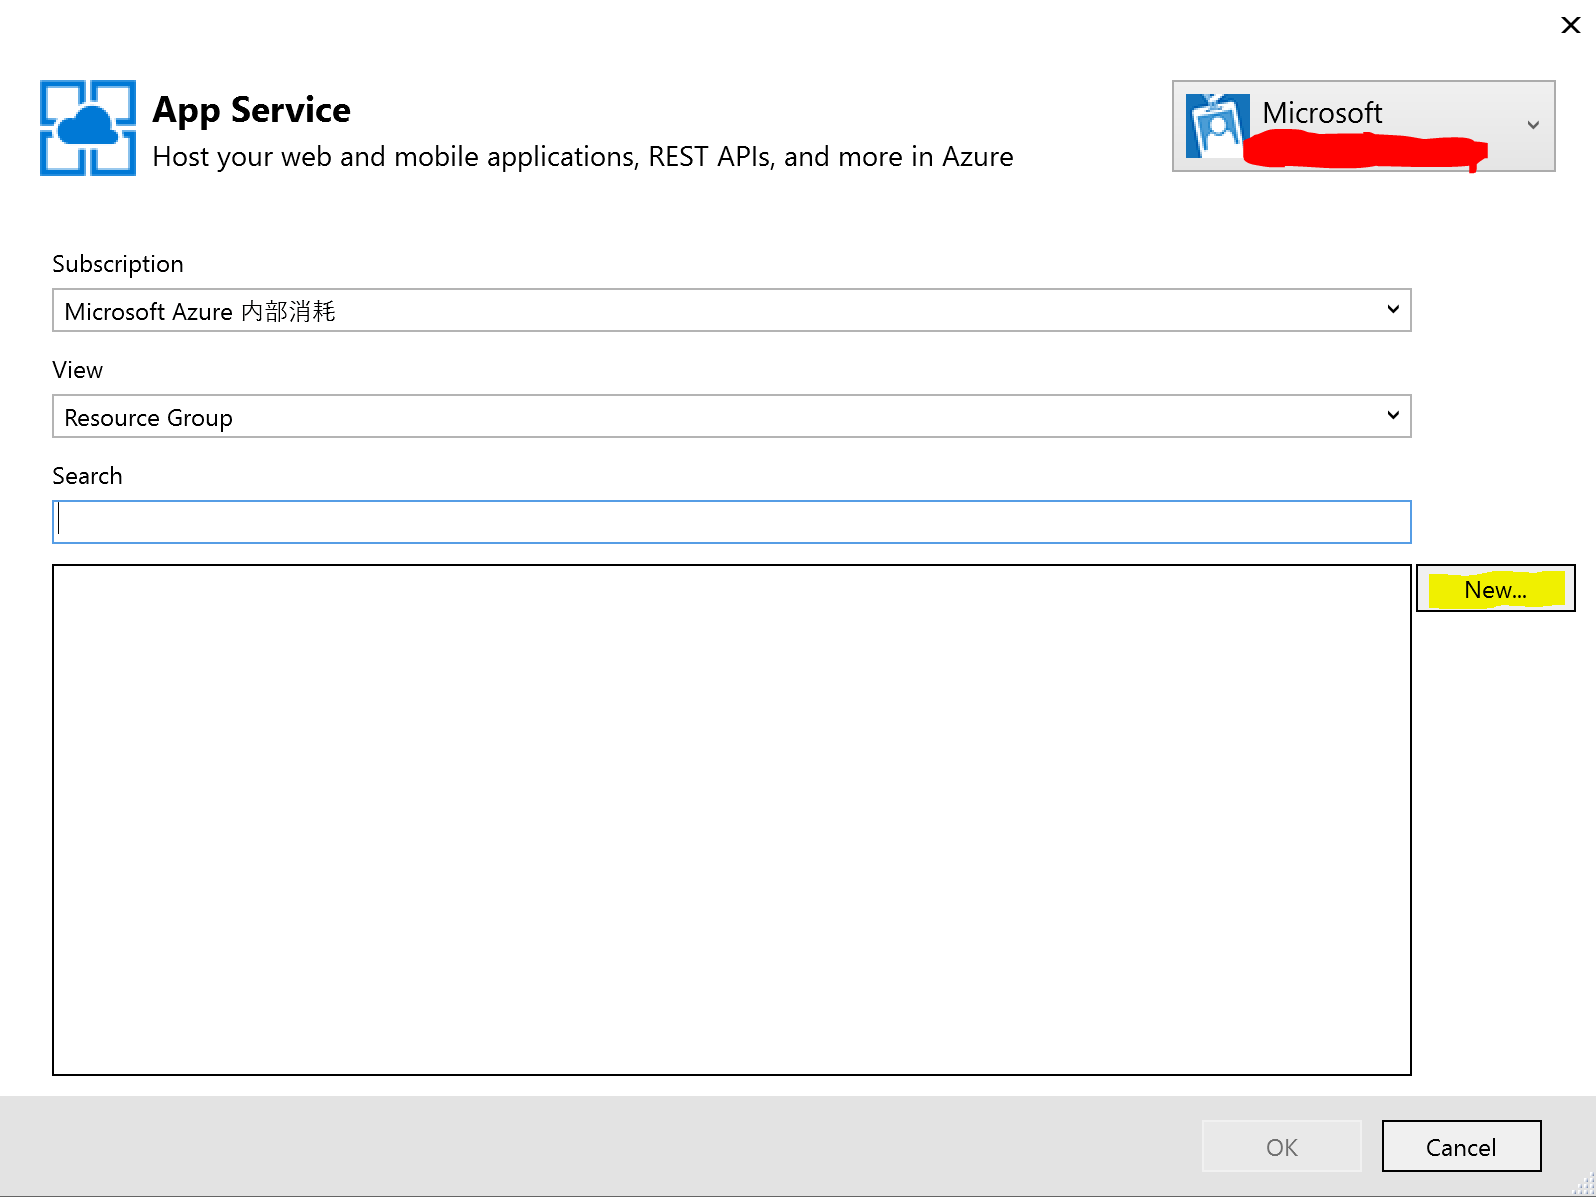 App Service
Host your web and mobile applications, REST APIs, and more in Azure
Microsoft
Subscription
Microsoft Azure 内部消耗
View
Resource Group
Search
New...
OK
Cancel